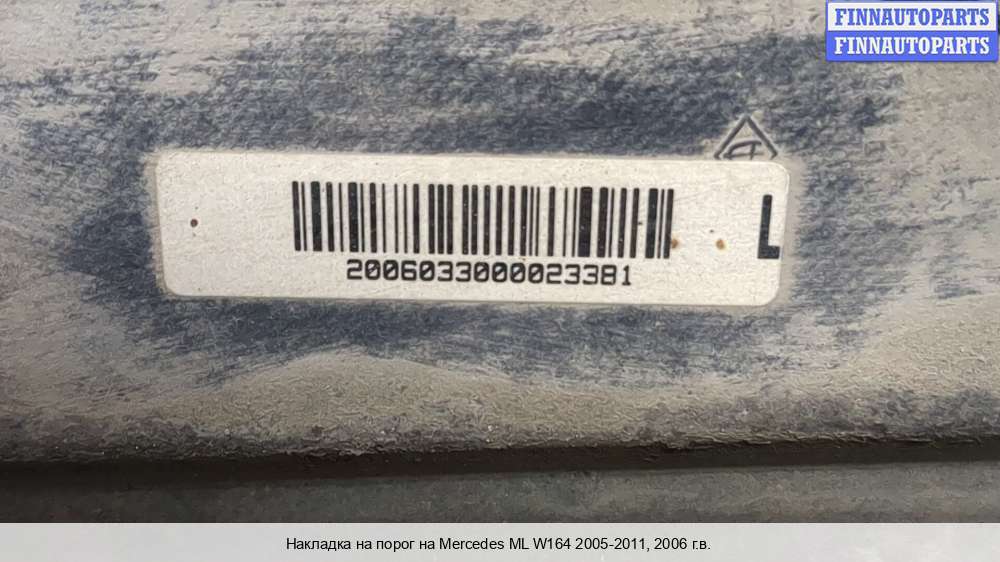 FINNAUTOPARTS
FINNAUTOPARTS
L
2006033000023381
Накладка на порог на Mercedes ML W164 2005-2011, 2006 г.в.